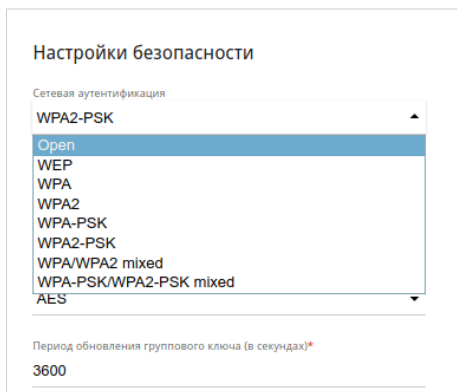 Настройки безопасности
Сетевая аутентификация
WPA2-PSK
Open
WEP
WPA
WPA2
WPA-PSK
WPA2-PSK
WPA/WPA2 mixed
WPA-PSK/WPA2-PSK mixed
AES
Период обновления группового ключа (в секундах)*
3600